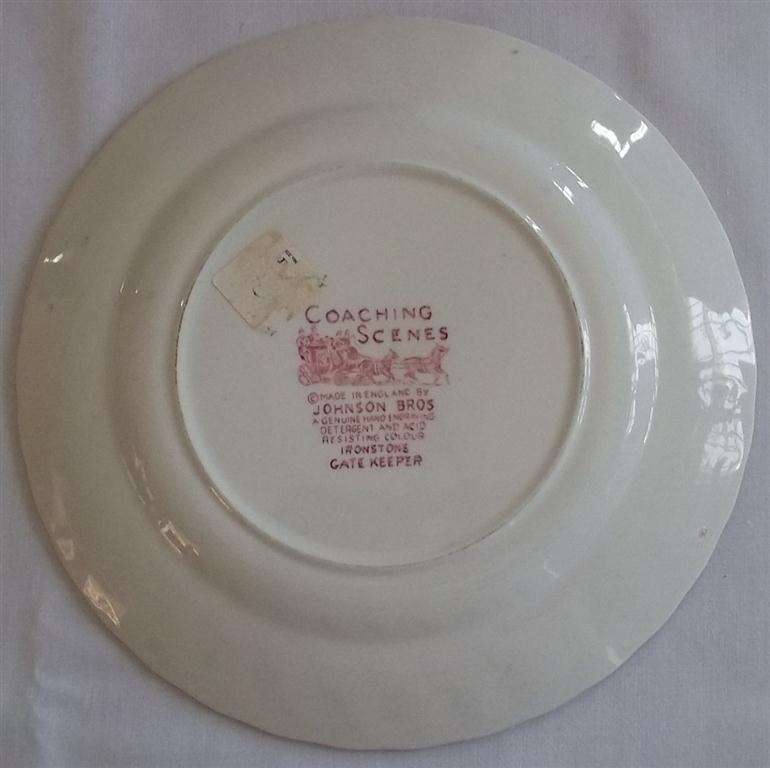 COACHING
SCENES
© MADE IN ENGLAND BY
JOHNSON BROS
A GENUINE HAND ENGRAVING
DETERGENT AND ACID
RESISTING COLOUR
IRONSTONE
GATE KEEPER